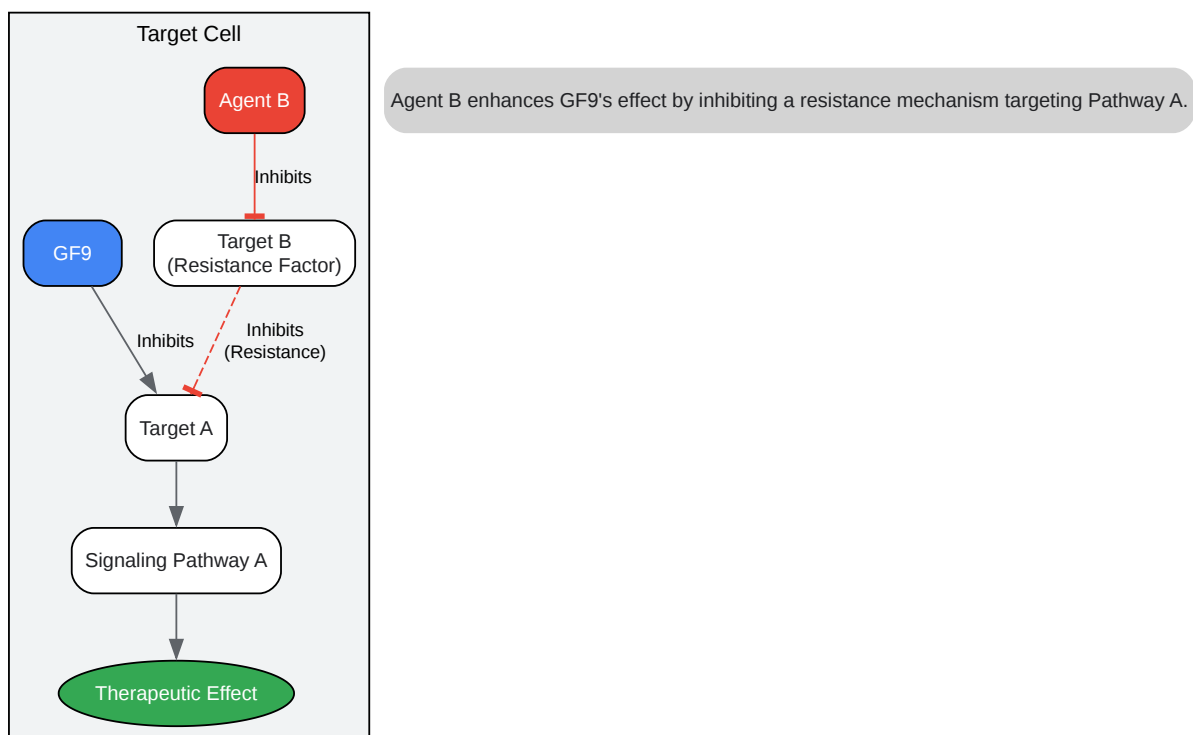 Target Cell
Agent B
Agent B enhances GF9's effect by inhibiting a resistance mechanism targeting Pathway A.
Inhibits
GF9
Target B
(Resistance Factor)
Inhibits
Inhibits
(Resistance)
Target A
Signaling Pathway A
Therapeutic Effect